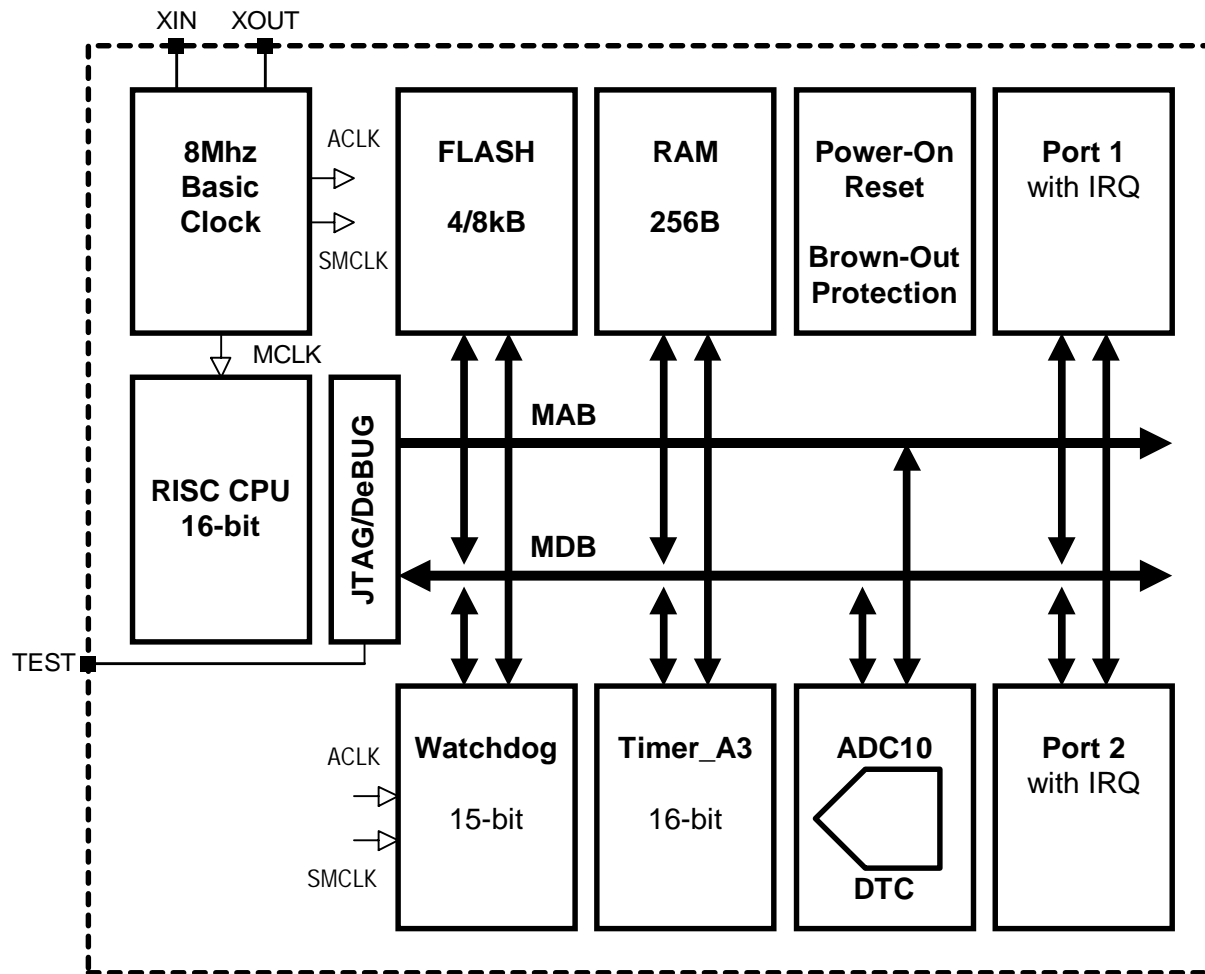 XIN
XOUT
8Mhz
Basic
Clock
ACLK
SMCLK
FLASH
4/8kB
RAM
256B
Power-On
Reset
Brown-Out
Protection
Port 1
with IRQ
MCLK
RISC CPU
16-bit
JTAG/DeBUG
MAB
MDB
TEST
ACLK
SMCLK
Watchdog
15-bit
Timer_A3
16-bit
ADC10
DTC
Port 2
with IRQ